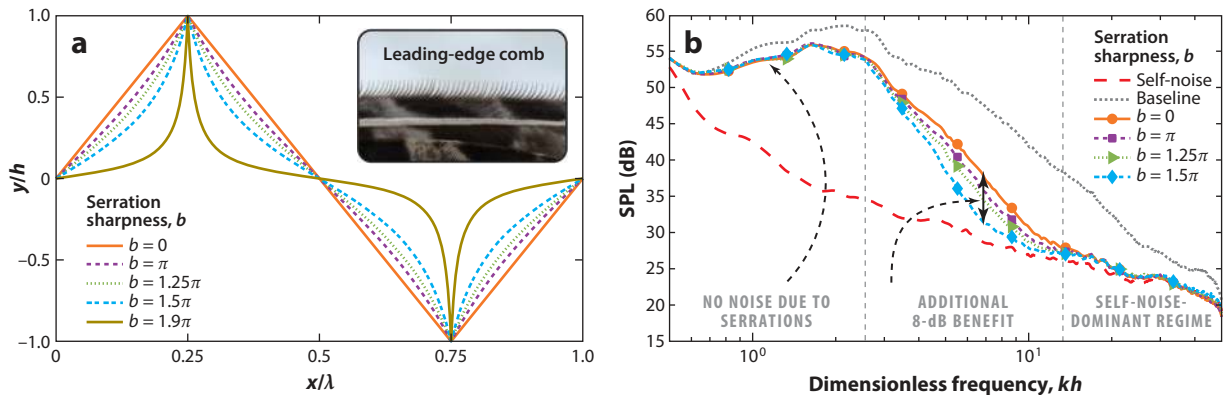 a
Leading-edge comb
1.0
0.5
0
−0.5
−1.0
y/h
Serration
sharpness, b
b = 0
b = π
b = 1.25π
b = 1.5π
b = 1.9π
0
0.25
0.50
0.75
1.0
x/λ
b
60
55
50
45
40
35
30
25
20
15
SPL (dB)
Serration
sharpness, b
Self-noise
Baseline
b = 0
b = π
b = 1.25π
b = 1.5π
NO NOISE DUE TO
SERRATIONS
ADDITIONAL
8-dB BENEFIT
SELF-NOISE-
DOMINANT REGIME
10⁰
10¹
Dimensionless frequency, kh